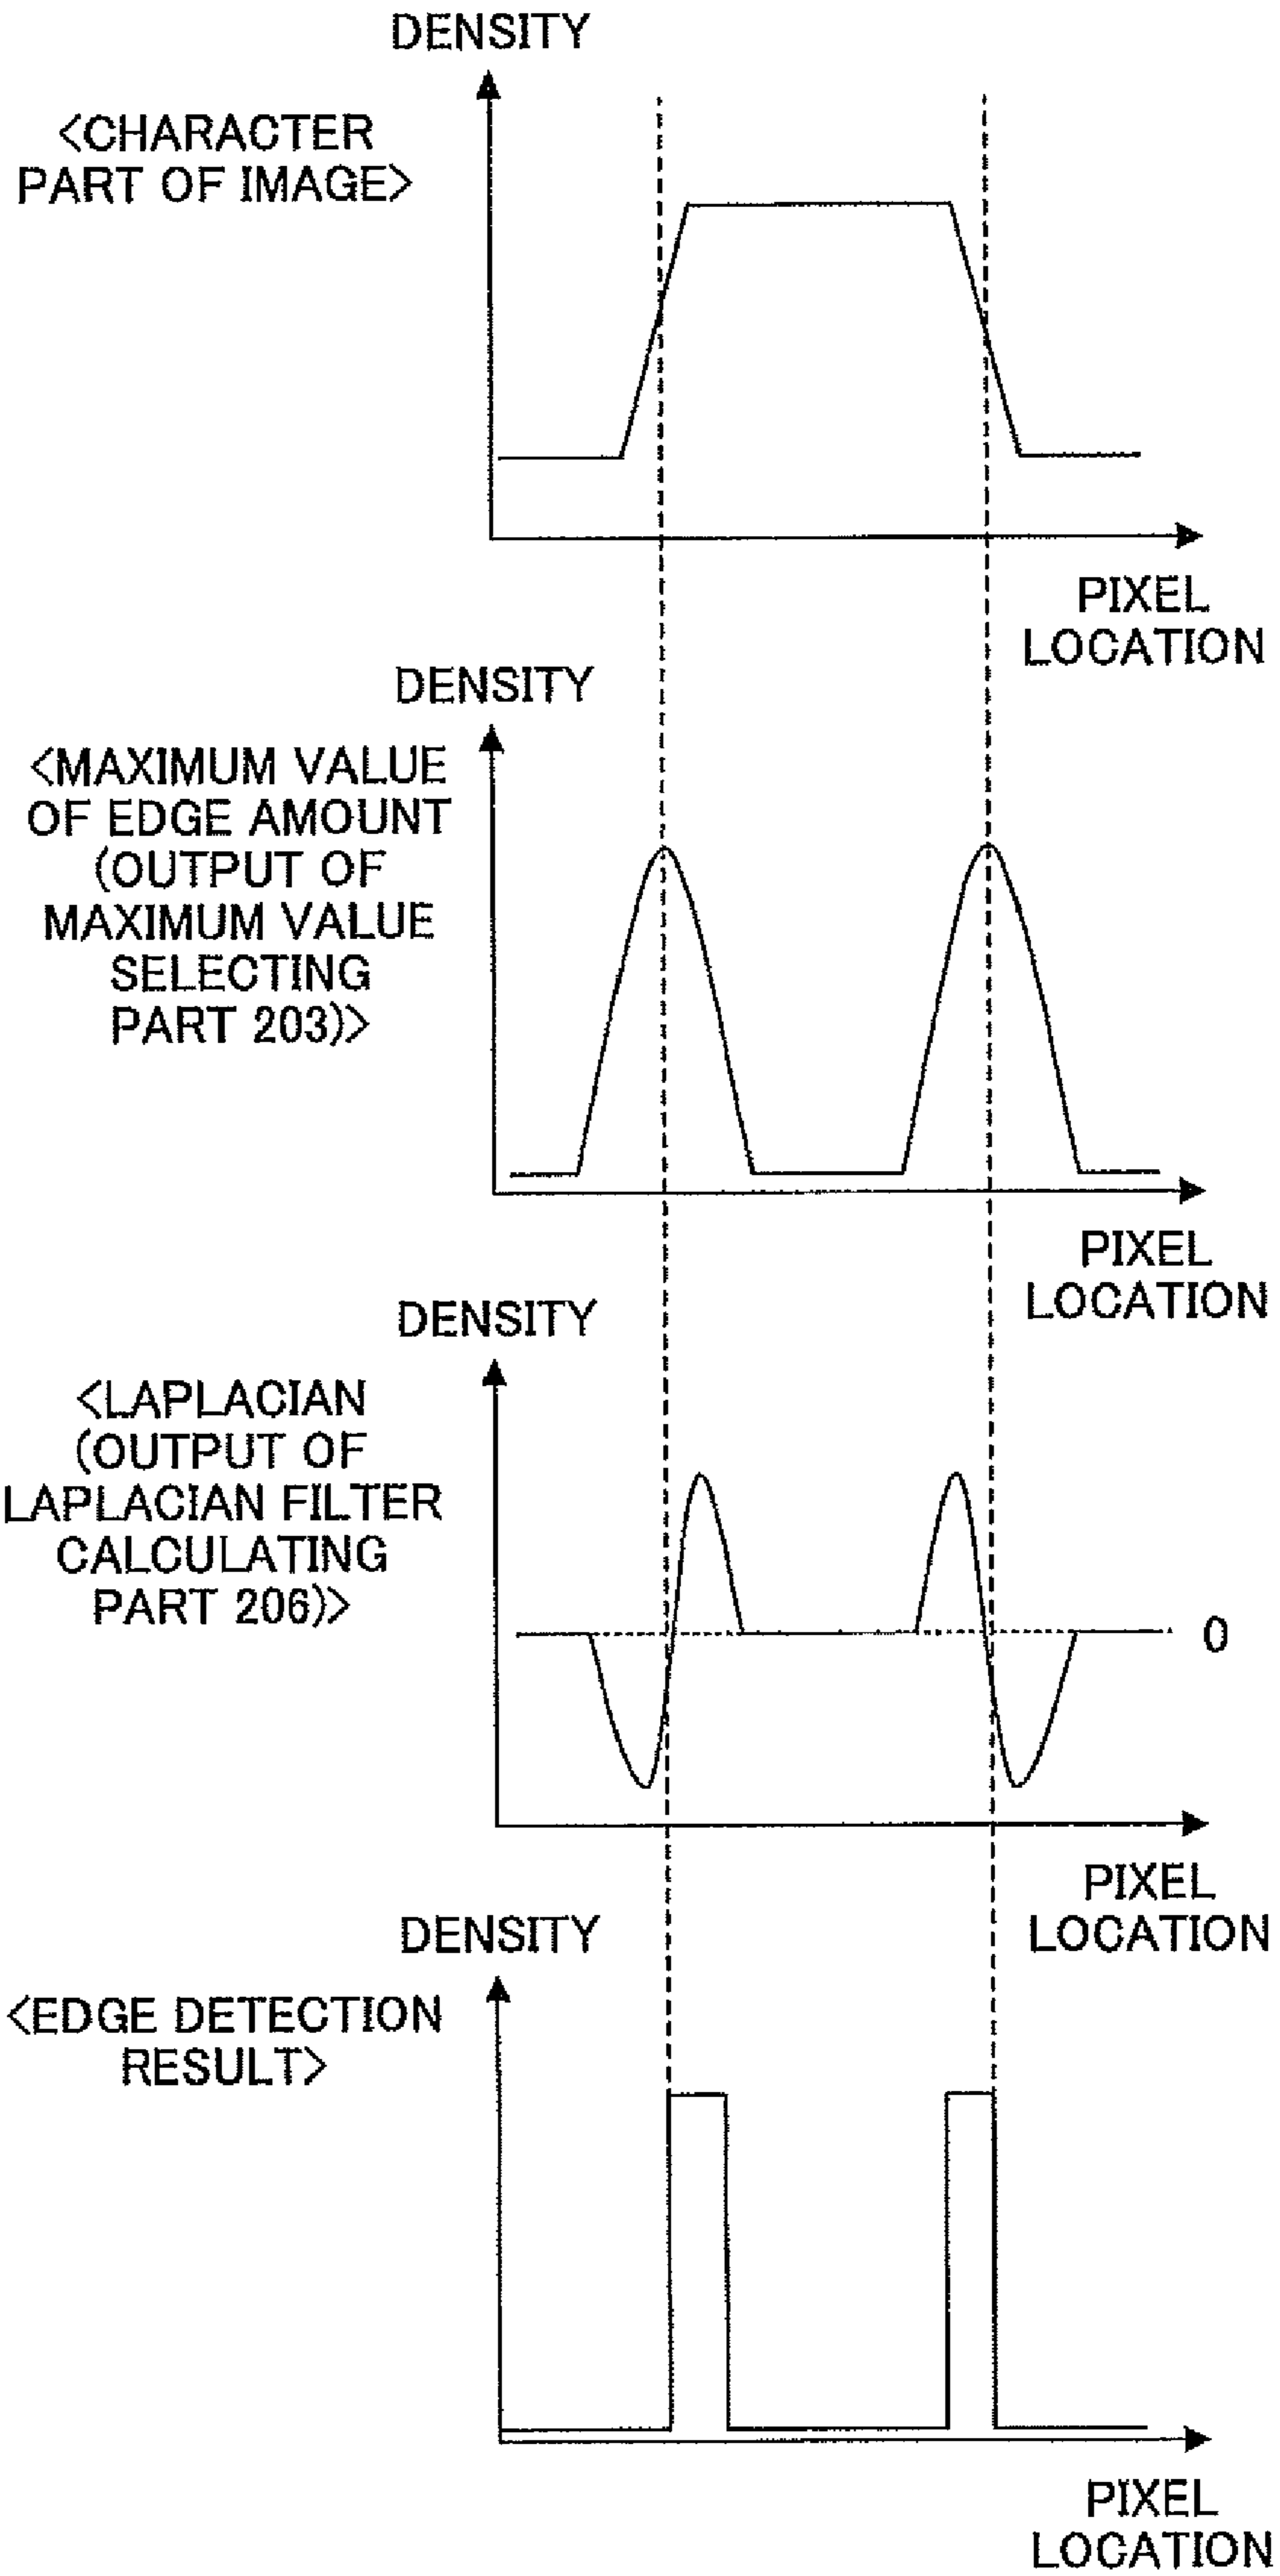 DENSITY
<CHARACTER
PART OF IMAGE>
PIXEL
LOCATION
DENSITY
<MAXIMUM VALUE
OF EDGE AMOUNT
(OUTPUT OF
MAXIMUM VALUE
SELECTING
PART 203)>
PIXEL
LOCATION
DENSITY
<LAPLACIAN
(OUTPUT OF
LAPLACIAN FILTER
CALCULATING
PART 206)>
0
PIXEL
LOCATION
DENSITY
<EDGE DETECTION
RESULT>
PIXEL
LOCATION